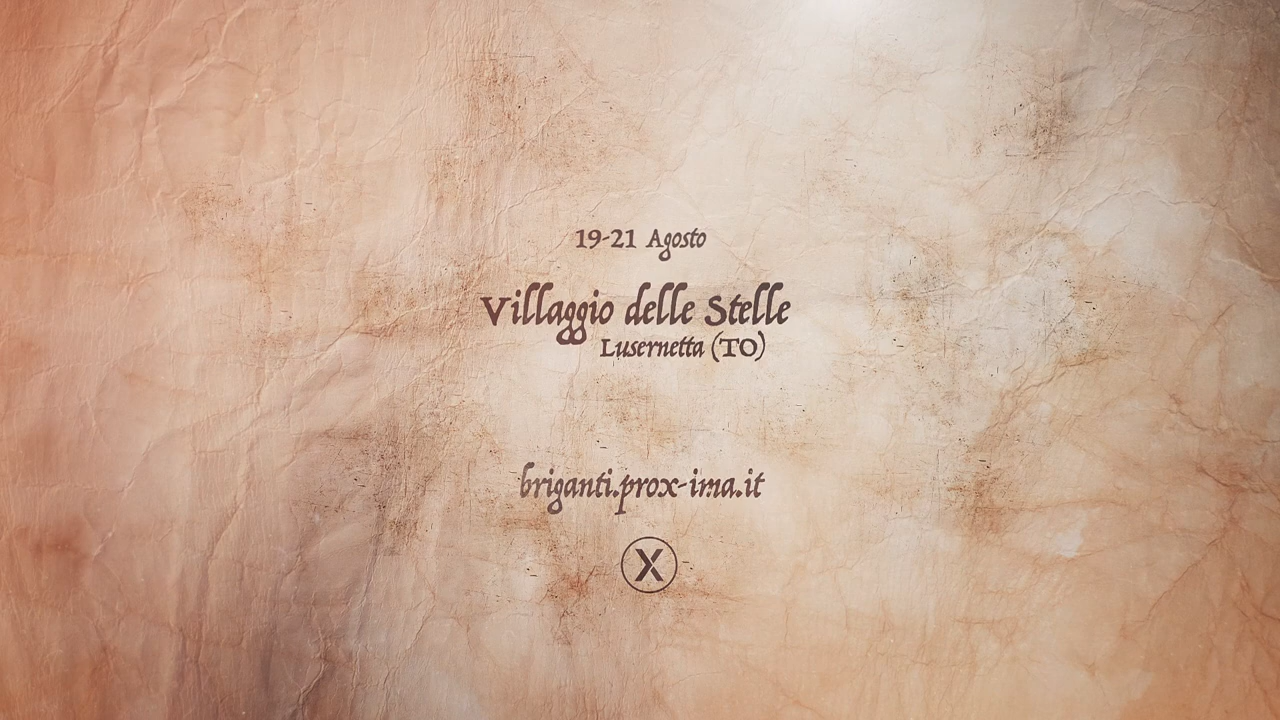 19-21 Agosto
Villaggio delle Stelle
Lusernetta (TO)
briganti.prox-ima.it
X